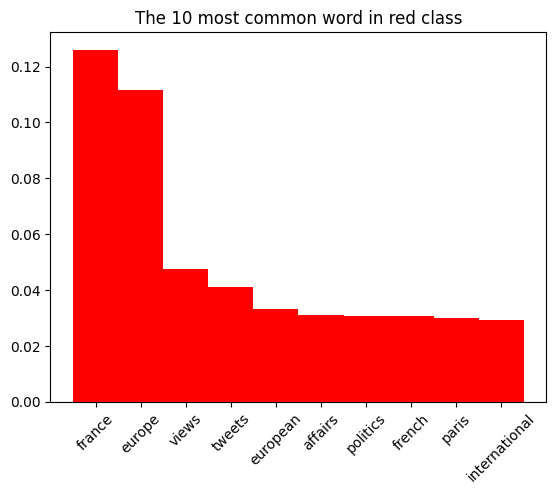 The 10 most common word in red class
0.12
0.10
0.08
0.06
0.04
0.02
0.00
france
europe
views
tweets
european
affairs
politics
french
paris
international